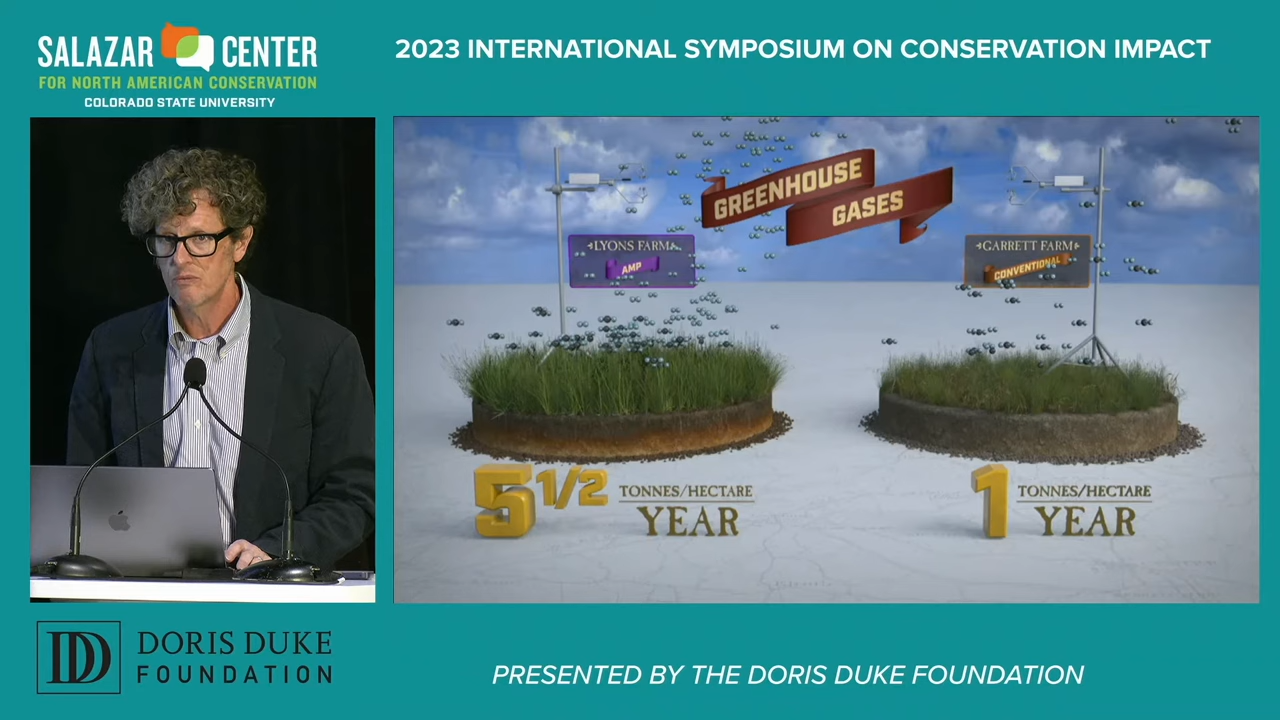 SALAZAR CENTER
FOR NORTH AMERICAN CONSERVATION
COLORADO STATE UNIVERSITY
2023 INTERNATIONAL SYMPOSIUM ON CONSERVATION IMPACT
GREENHOUSE
GASES
LYONS FARM
AMP
GARRETT FARM
CONVENTIONAL
5 1/2 TONNES/HECTARE
YEAR
1 TONNES/HECTARE
YEAR
DD
DORIS DUKE
FOUNDATION
PRESENTED BY THE DORIS DUKE FOUNDATION